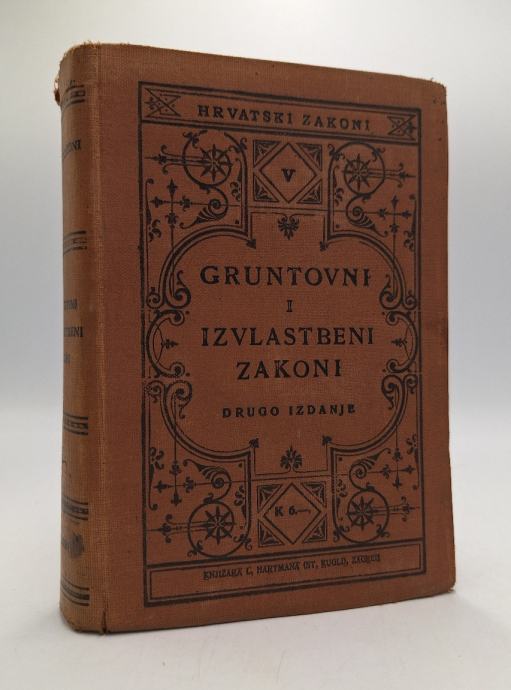 HRVATSKI ZAKONI
V
GRUNTOVNI
I
IZVLASTBENI
ZAKONI
DRUGO IZDANJE
K 6.—,
KNJIŽARA L. HARTMANA (ST. KUGLI), ZAGREB